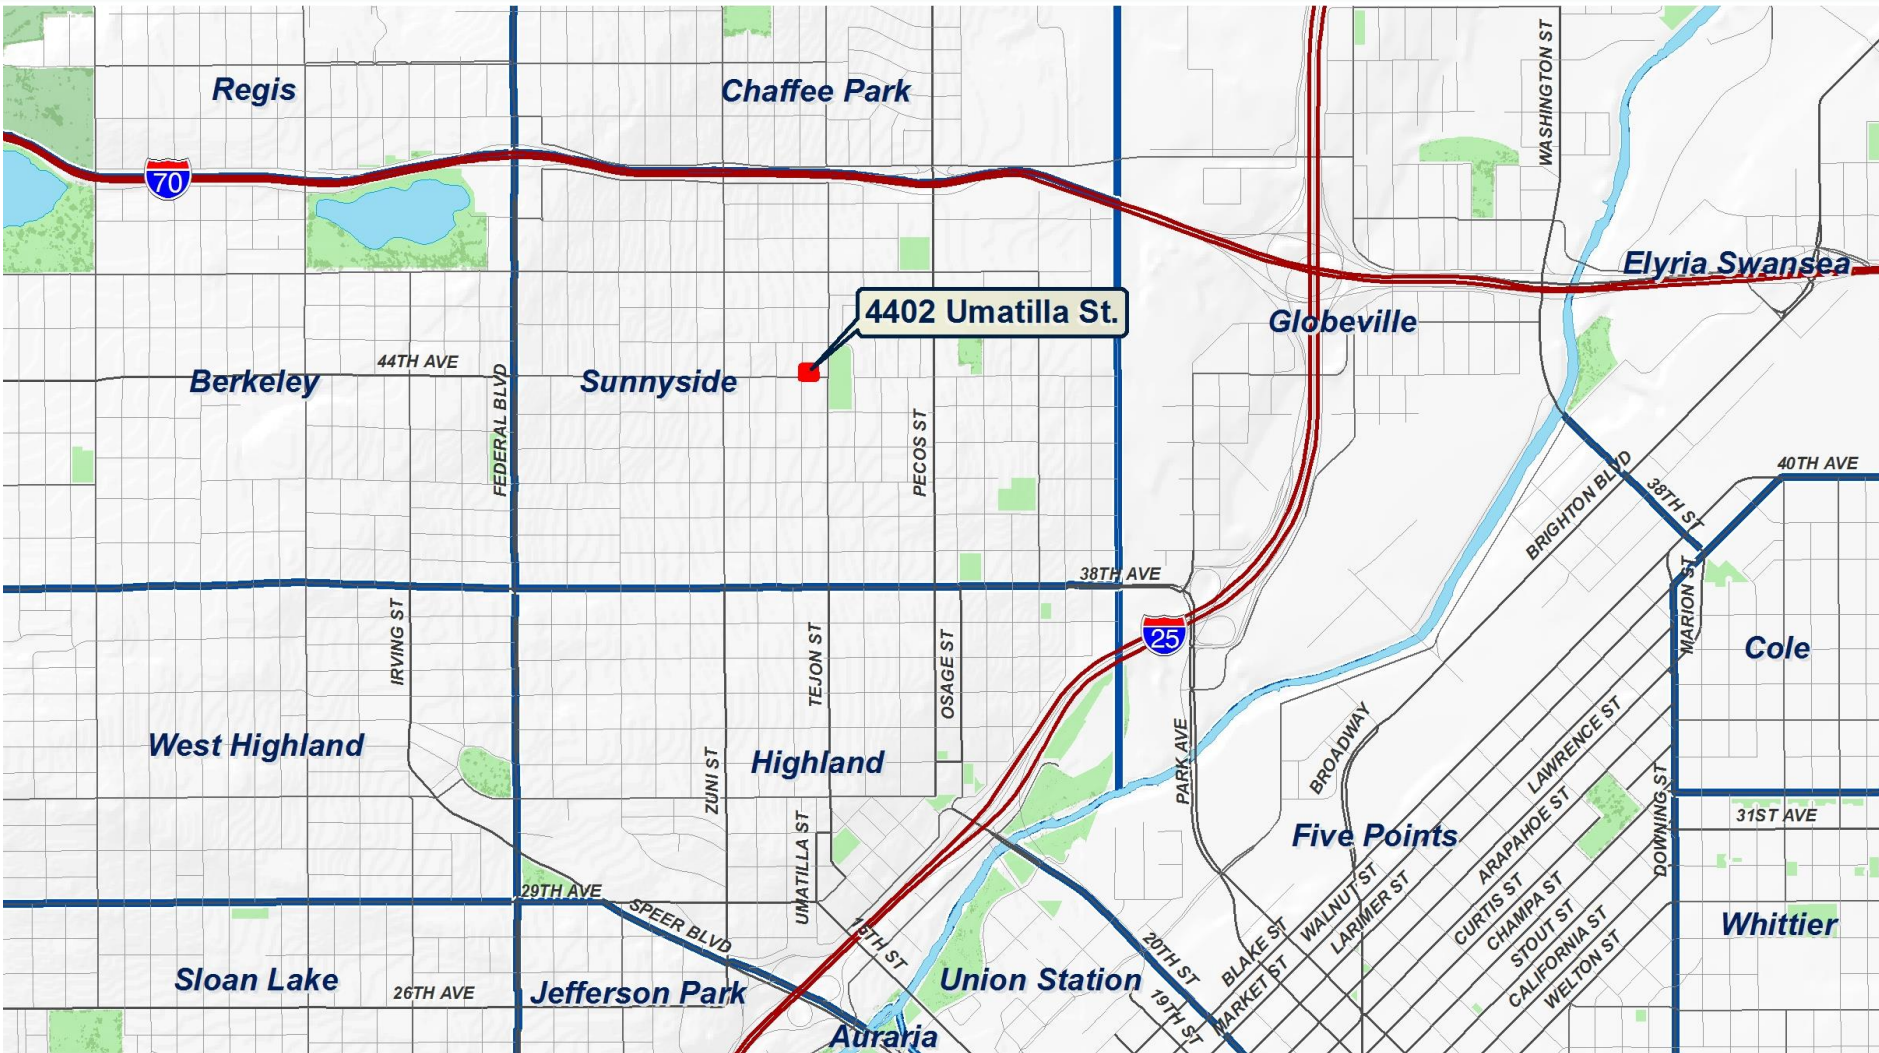 Regis
Chaffee Park
WASHINGTON ST
70
Elyria Swansea
4402 Umatilla St.
Globeville
44TH AVE
Berkeley
FEDERAL BLVD
Sunnyside
PECOS ST
BRIGHTON BLVD
38TH ST
40TH AVE
38TH AVE
IRVING ST
TEJON ST
OSAGE ST
25
MARION ST
Cole
West Highland
ZUNI ST
Highland
PARK AVE
BROADWAY
LAWRENCE ST
DOWNING ST
UMATILLA ST
Five Points
ARAPAHOE ST
31ST AVE
29TH AVE
SPEER BLVD
WALNUT ST
LARIMER ST
CURTIS ST
CHAMPA ST
STOUT ST
CALIFORNIA ST
WELTON ST
Whittier
20TH ST
BLAKE ST
MARKET ST
Sloan Lake
26TH AVE
Jefferson Park
Union Station
19TH ST
Auraria